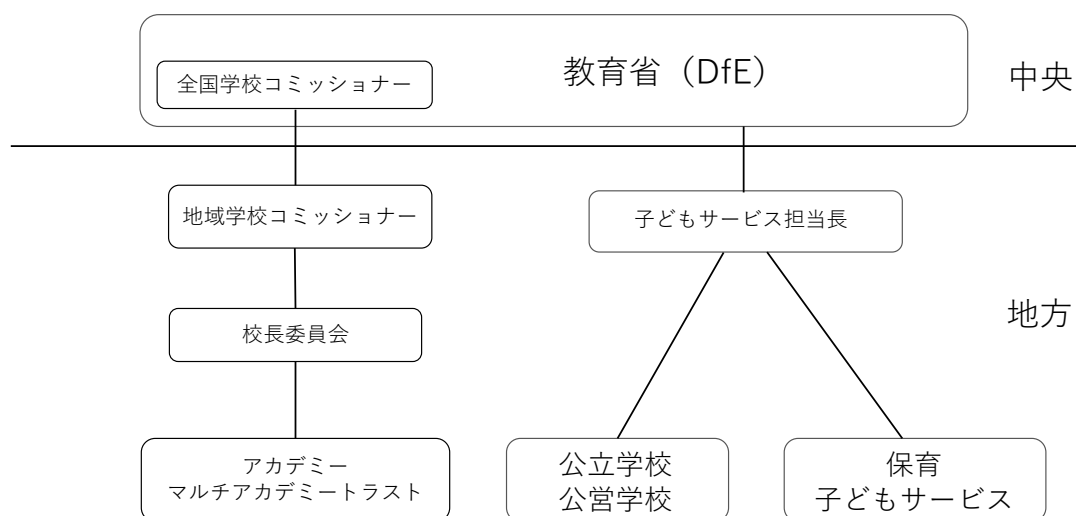 教育省（DfE）
中央
全国学校コミッショナー
地域学校コミッショナー
子どもサービス担当長
地方
校長委員会
アカデミー
マルチアカデミートラスト
公立学校
公営学校
保育
子どもサービス